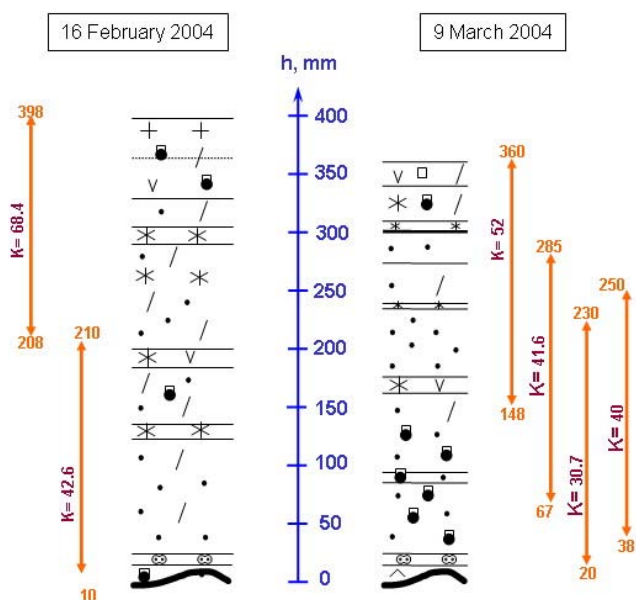 16 February 2004
9 March 2004
h, mm
398
K= 68.4
208
210
K= 42.6
10
400
350
300
250
200
150
100
50
0
360
K= 52
148
285
K= 41.6
67
230
K= 30.7
20
250
K= 40
38